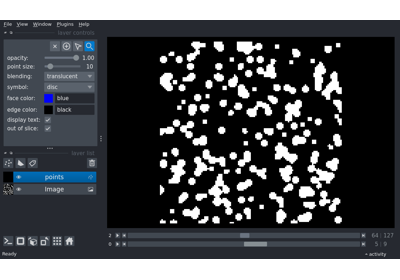 File View Window Plugins Help
layer controls
opacity: 1.00
point size: 10
blending: translucent
symbol: disc
face color: blue
edge color: black
display text:
out of slice:
layer list
points
Image
2 64 127
0 5 9
Ready activity